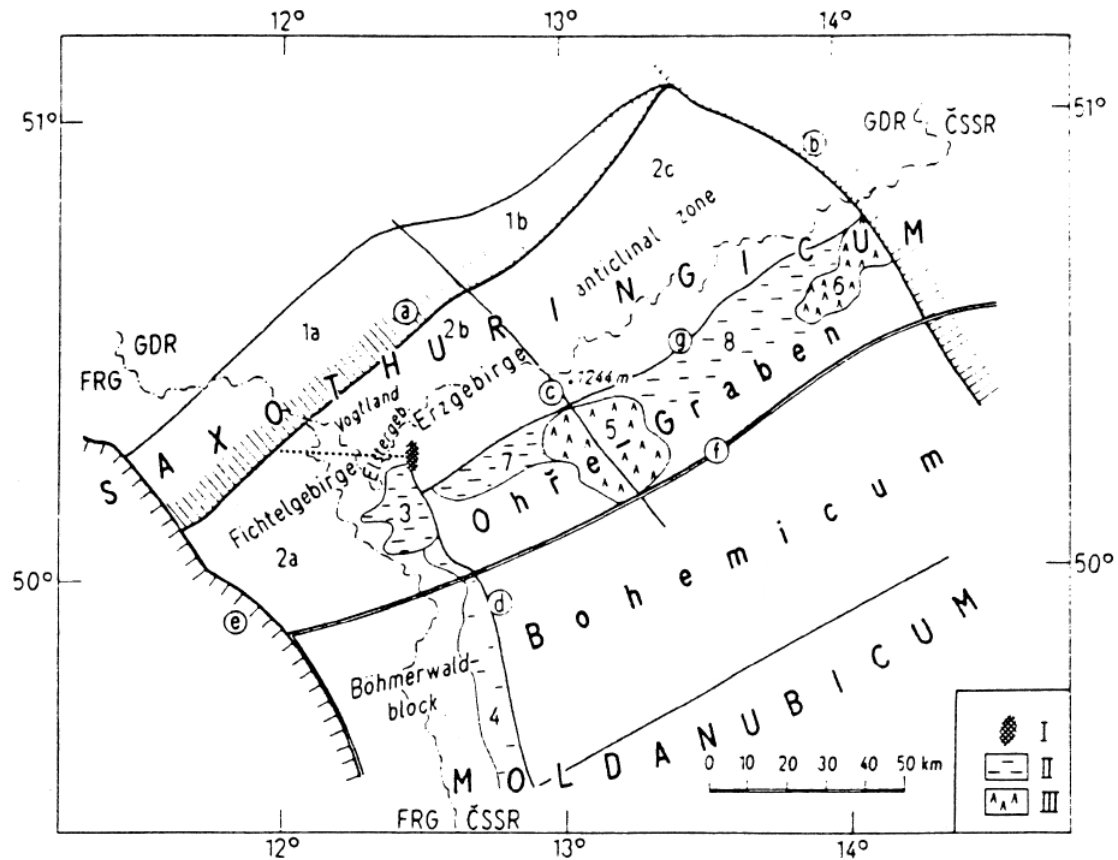 12° 13° 14°
51° 51°
GDR ČSSR
b
2c
1b
anticlinal zone
SAXOTHURINGICUM
6
a
1a
2b
GDR
FRG
8
g
Erzgebirge
c
.1244 m
Vogtland
Elstergeb.
5
7
Ohře Graben
f
Fichtelgebirge
3
2a
50° 50°
d
e
Bohemicum
Böhmerwald-
block
4
MOLDANUBICUM
I
0 10 20 30 40 50 km
II
III
FRG ČSSR
12° 13° 14°